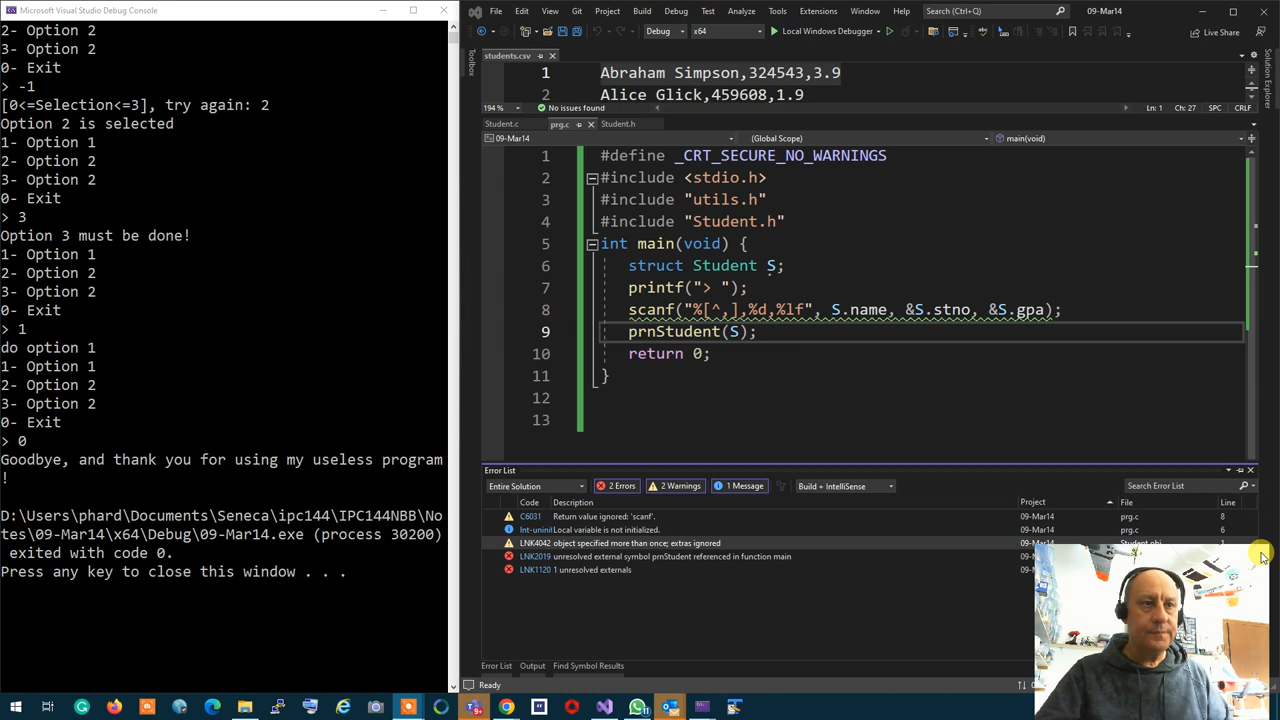 Microsoft Visual Studio Debug Console
2- Option 2
3- Option 2
0- Exit
> -1
[0<=Selection<=3], try again: 2
Option 2 is selected
1- Option 1
2- Option 2
3- Option 2
0- Exit
> 3
Option 3 must be done!
1- Option 1
2- Option 2
3- Option 2
0- Exit
> 1
do option 1
1- Option 1
2- Option 2
3- Option 2
0- Exit
> 0
Goodbye, and thank you for using my useless program
!
D:\Users\phard\Documents\Seneca\ipc144\IPC144NBB\No
tes\09-Mar14\x64\Debug\09-Mar14.exe (process 30200)
 exited with code 0.
Press any key to close this window . . .
File Edit View Git Project Build Debug Test Analyze Tools Extensions Window Help Search (Ctrl+Q) 09-Mar14
Debug x64 Local Windows Debugger Live Share
Toolbox
Solution Explorer
students.csv
1 Abraham Simpson,324543,3.9
2 Alice Glick,459608,1.9
194 % No issues found Ln: 1 Ch: 27 SPC CRLF
Student.c prg.c Student.h
09-Mar14 (Global Scope) main(void)
1 #define _CRT_SECURE_NO_WARNINGS
2 #include <stdio.h>
3 #include "utils.h"
4 #include "Student.h"
5 int main(void) {
6 struct Student S;
7 printf("> ");
8 scanf("%[^,],%d,%lf", S.name, &S.stno, &S.gpa);
9 prnStudent(S);
10 return 0;
11 }
12
13
Error List
Entire Solution 2 Errors 2 Warnings 1 Message Build + IntelliSense Search Error List
Code Description Project File Line
C6031 Return value ignored: 'scanf'. 09-Mar14 prg.c 8
Int-uninit Local variable is not initialized. 09-Mar14 prg.c 6
LNK4042 object specified more than once; extras ignored 09-Mar14 Student.obj 1
LNK2019 unresolved external symbol prnStudent referenced in function main
LNK1120 1 unresolved externals
Error List Output Find Symbol Results
Ready